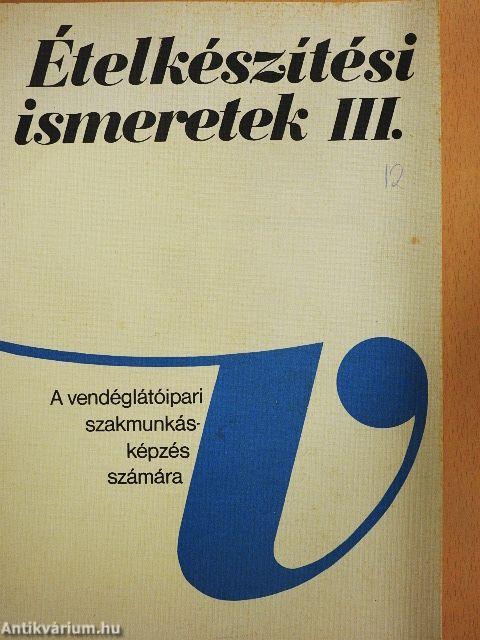 Ételkészítési
ismeretek III.
12
A vendéglátóipari
szakmunkás-
képzés
számára
v
Antikvárium.hu